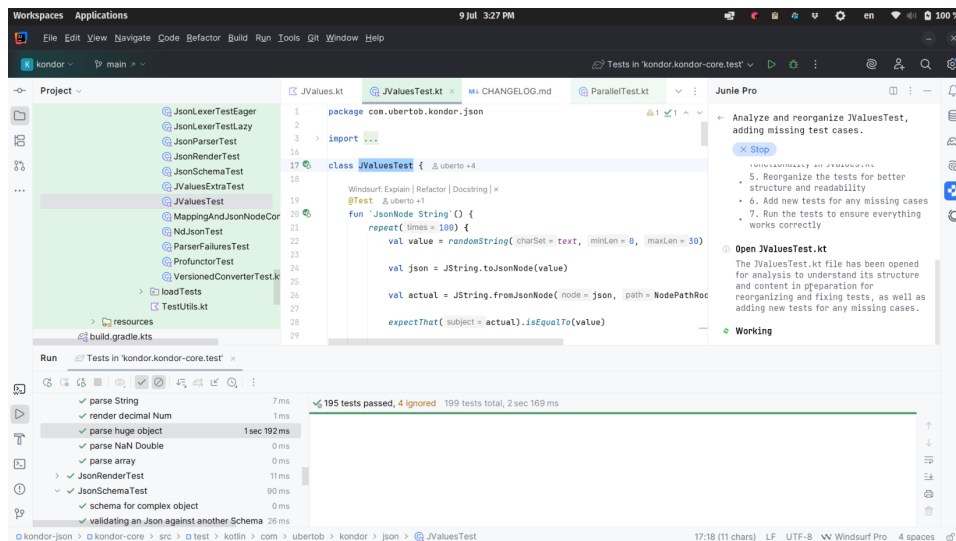 Workspaces Applications
9 Jul 3:27 PM
en
100 %
File Edit View Navigate Code Refactor Build Run Tools Git Window Help
K kondor
main
Tests in 'kondor.kondor-core.test'
Project
JsonLexerTestEager
JsonLexerTestLazy
JsonParserTest
JsonRenderTest
JsonSchemaTest
JValuesExtraTest
JValuesTest
MappingAndJsonNodeCor
NdJsonTest
ParserFailuresTest
ProfunctorTest
VersionedConverterTest.k
loadTests
TestUtils.kt
resources
build.gradle.kts
JValues.kt
JValuesTest.kt
CHANGELOG.md
ParallelTest.kt
1 package com.ubertob.kondor.json
1 1
2
3 import ...
16
17 class JValuesTest { uberto +4
18
Windsurf: Explain | Refactor | Docstring | ×
19 @Test uberto +1
20 fun `JsonNode String`() {
21 repeat( times = 100) {
22 val value = randomString( charSet = text, minLen = 0, maxLen = 30)
23
24 val json = JString.toJsonNode(value)
25
26 val actual = JString.fromJsonNode( node = json, path = NodePathRoo
27
28 expectThat( subject = actual).isEqualTo(value)
29
Junie Pro
Analyze and reorganize JValuesTest, adding missing test cases.
× Stop
functionality in JValues.kt
5. Reorganize the tests for better
structure and readability
6. Add new tests for any missing cases
7. Run the tests to ensure everything
works correctly
Open JValuesTest.kt
The JValuesTest.kt file has been opened
for analysis to understand its structure
and content in preparation for
reorganizing and fixing tests, as well as
adding new tests for any missing cases.
Working
Run Tests in 'kondor.kondor-core.test' ×
parse String 7 ms
render decimal Num 1 ms
parse huge object 1 sec 192 ms
parse NaN Double 0 ms
parse array 0 ms
JsonRenderTest 11 ms
JsonSchemaTest 90 ms
schema for complex object 0 ms
validating an Json against another Schema 26 ms
195 tests passed, 4 ignored 199 tests total, 2 sec 169 ms
kondor-json > kondor-core > src > test > kotlin > com > ubertob > kondor > json > JValuesTest
17:18 (11 chars) LF UTF-8 Windsurf Pro 4 spaces